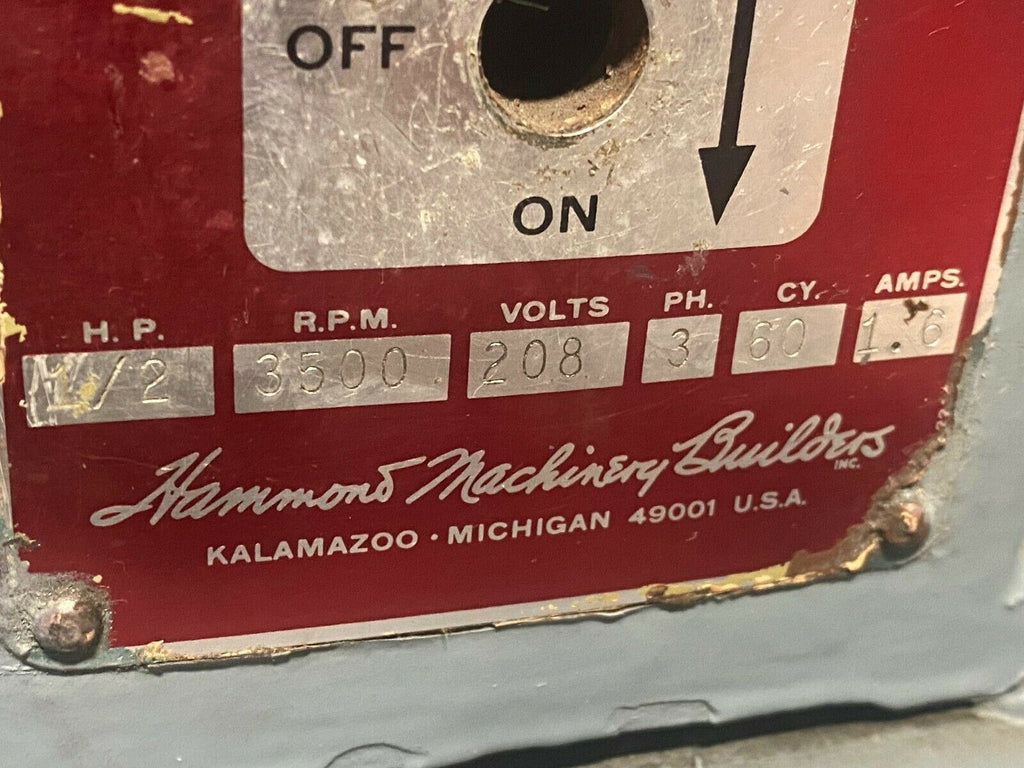 OFF
ON
H.P. R.P.M. VOLTS PH. CY. AMPS.
1/2 3500 208 3 60 1.6
Hammond Machinery Builders INC.
KALAMAZOO · MICHIGAN 49001 U.S.A.